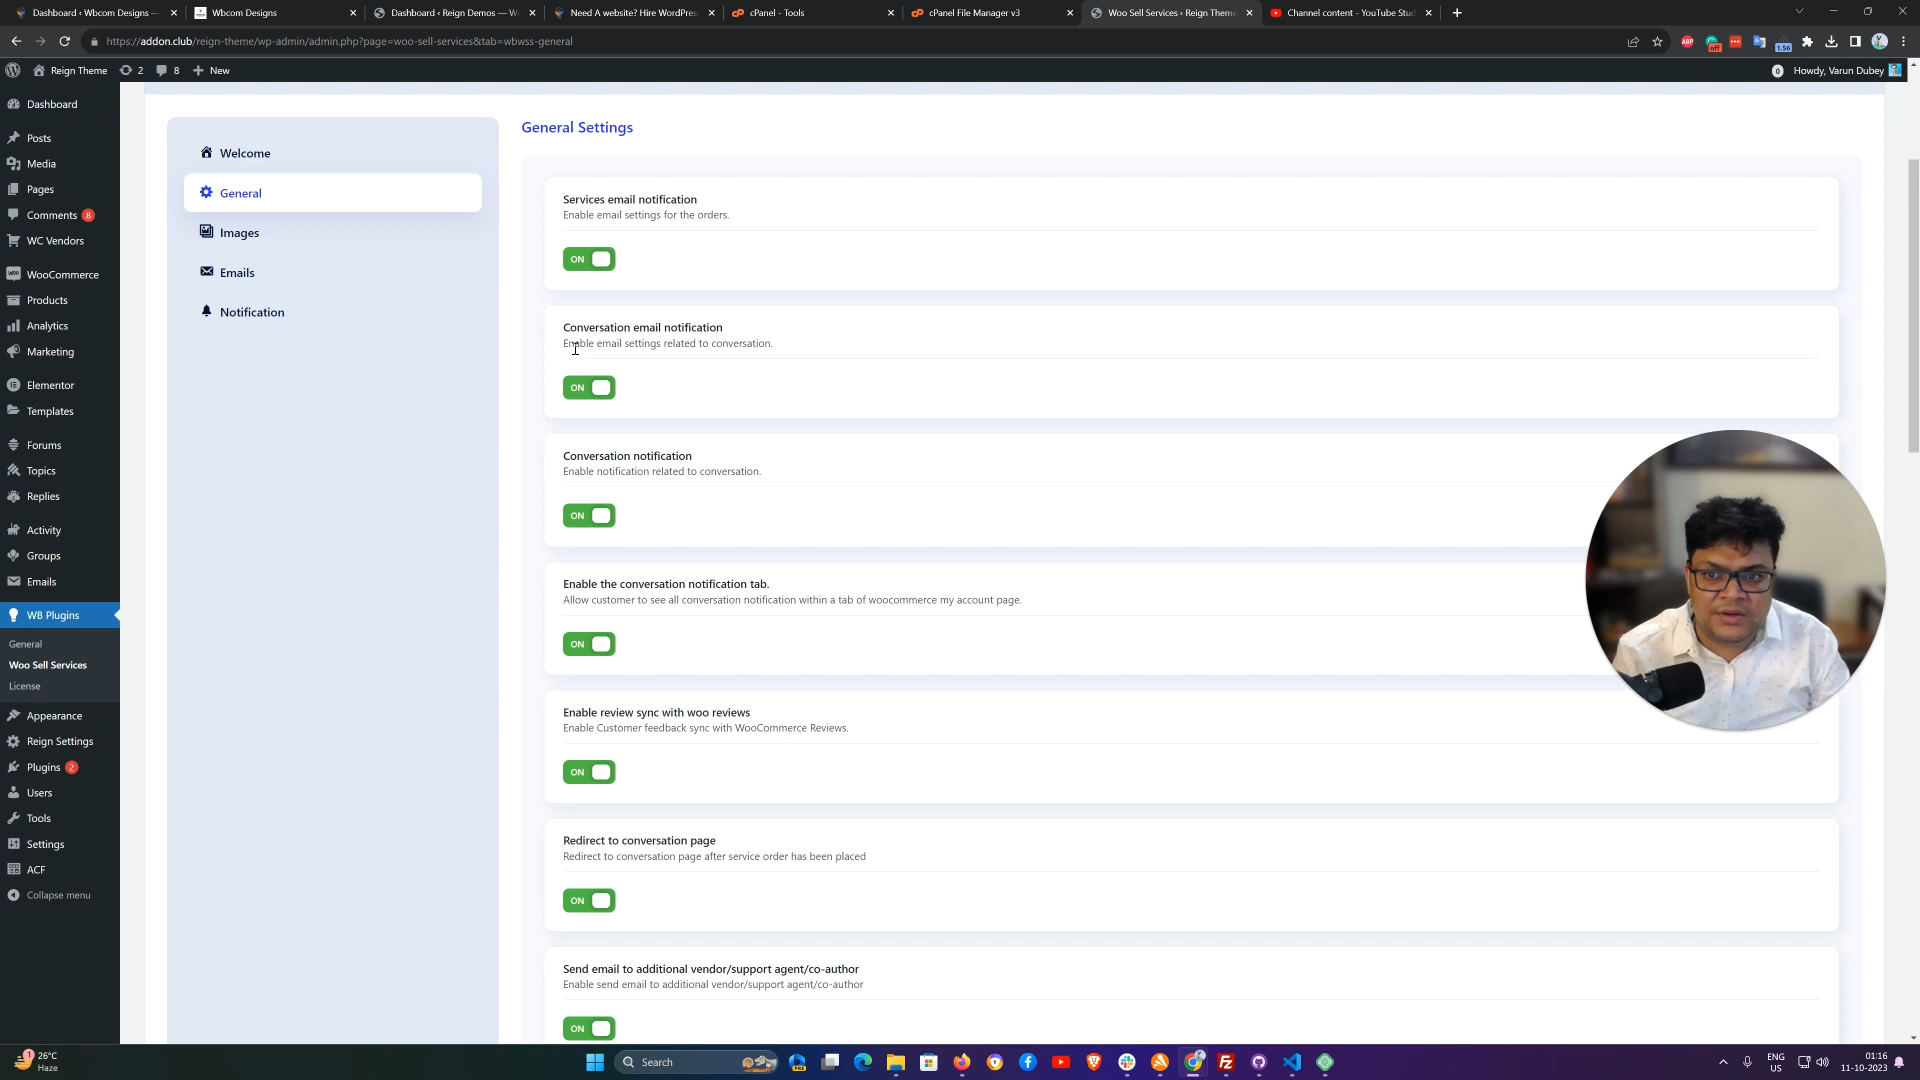 Dashboard ‹ Wbcom Designs —
Wbcom Designs
Dashboard ‹ Reign Demos — W
Need A website? Hire WordPres
cPanel - Tools
cPanel File Manager v3
Woo Sell Services ‹ Reign Theme
Channel content - YouTube Stud
https://addon.club/reign-theme/wp-admin/admin.php?page=woo-sell-services&tab=wbwss-general
ABP
off
1.56
Reign Theme
2
8
New
0
Howdy, Varun Dubey
Dashboard
Posts
Media
Pages
Comments 8
WC Vendors
WooCommerce
Products
Analytics
Marketing
Elementor
Templates
Forums
Topics
Replies
Activity
Groups
Emails
WB Plugins
General
Woo Sell Services
License
Appearance
Reign Settings
Plugins 2
Users
Tools
Settings
ACF
Collapse menu
Welcome
General
Images
Emails
Notification
General Settings
Services email notification
Enable email settings for the orders.
ON
Conversation email notification
Enable email settings related to conversation.
ON
Conversation notification
Enable notification related to conversation.
ON
Enable the conversation notification tab.
Allow customer to see all conversation notification within a tab of woocommerce my account page.
ON
Enable review sync with woo reviews
Enable Customer feedback sync with WooCommerce Reviews.
ON
Redirect to conversation page
Redirect to conversation page after service order has been placed
ON
Send email to additional vendor/support agent/co-author
Enable send email to additional vendor/support agent/co-author
ON
1
26°C
Haze
Search
PRE
ENG
US
01:16
11-10-2023